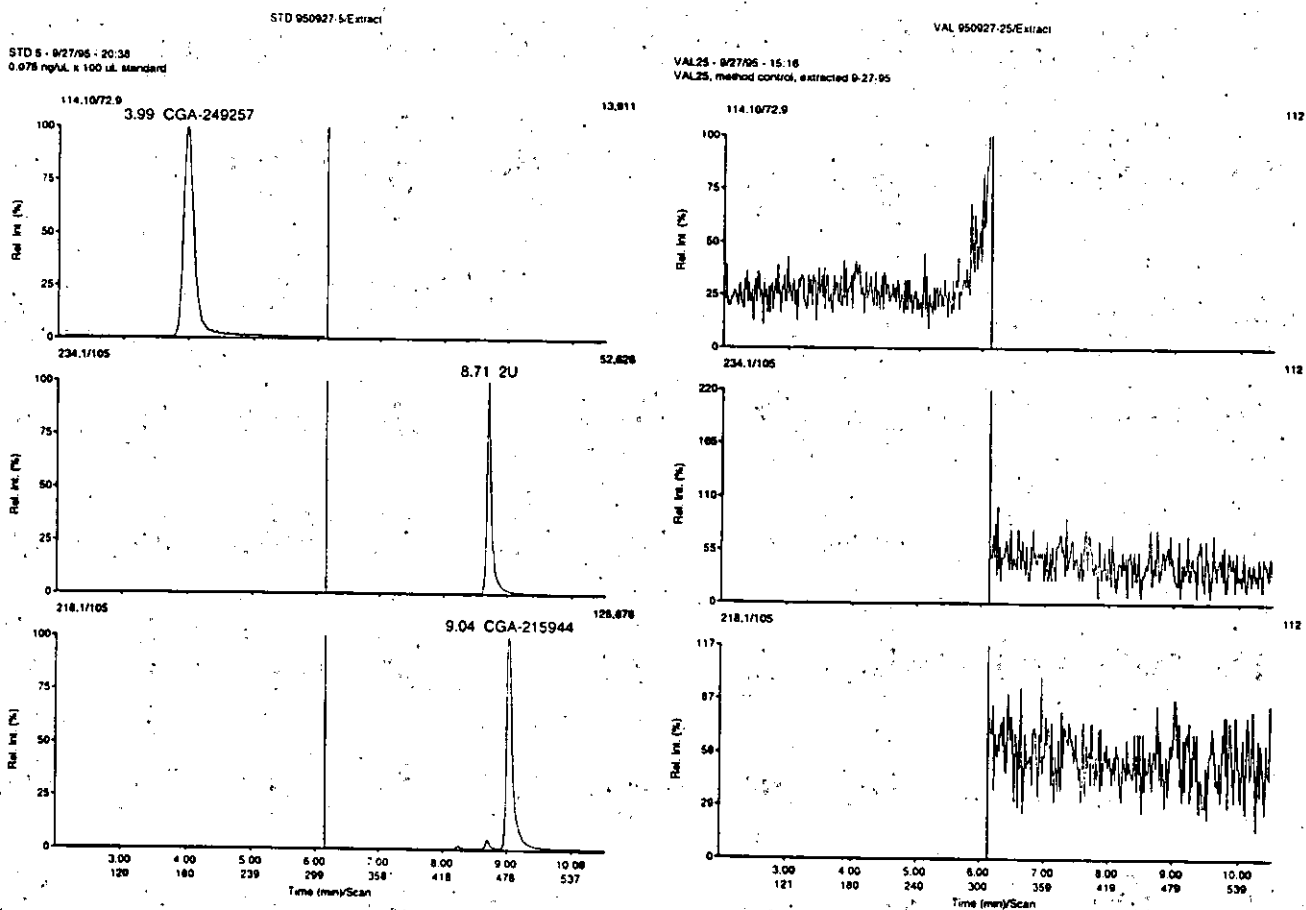 STD 950927-5/Extract
STD 5 - 9/27/95 - 20:38
0.075 ng/uL x 100 uL standard
114.10/72.9
13,911
3.99 CGA-249257
100
75
50
25
0
Rel. Int. (%)
234.1/105
52,626
8.71 2U
100
75
50
25
0
Rel. Int. (%)
218.1/105
9.04 CGA-215944
100
75
50
25
0
Rel. Int. (%)
3.00 4.00 5.00 6.00 7.00 8.00 9.00 10.00
120 180 239 299 358 418 478 537
Time (min)/Scan
VAL 950927-25/Extract
VAL25 - 9/27/95 - 15:16
VAL25, method control, extracted 9-27-95
114.10/72.9
112
100
75
50
25
0
Rel. Int. (%)
234.1/105
112
220
165
110
55
0
Rel. Int. (%)
218.1/105
112
117
87
58
29
0
Rel. Int. (%)
3.00 4.00 5.00 6.00 7.00 8.00 9.00 10.00
121 180 240 300 359 419 479 539
Time (min)/Scan